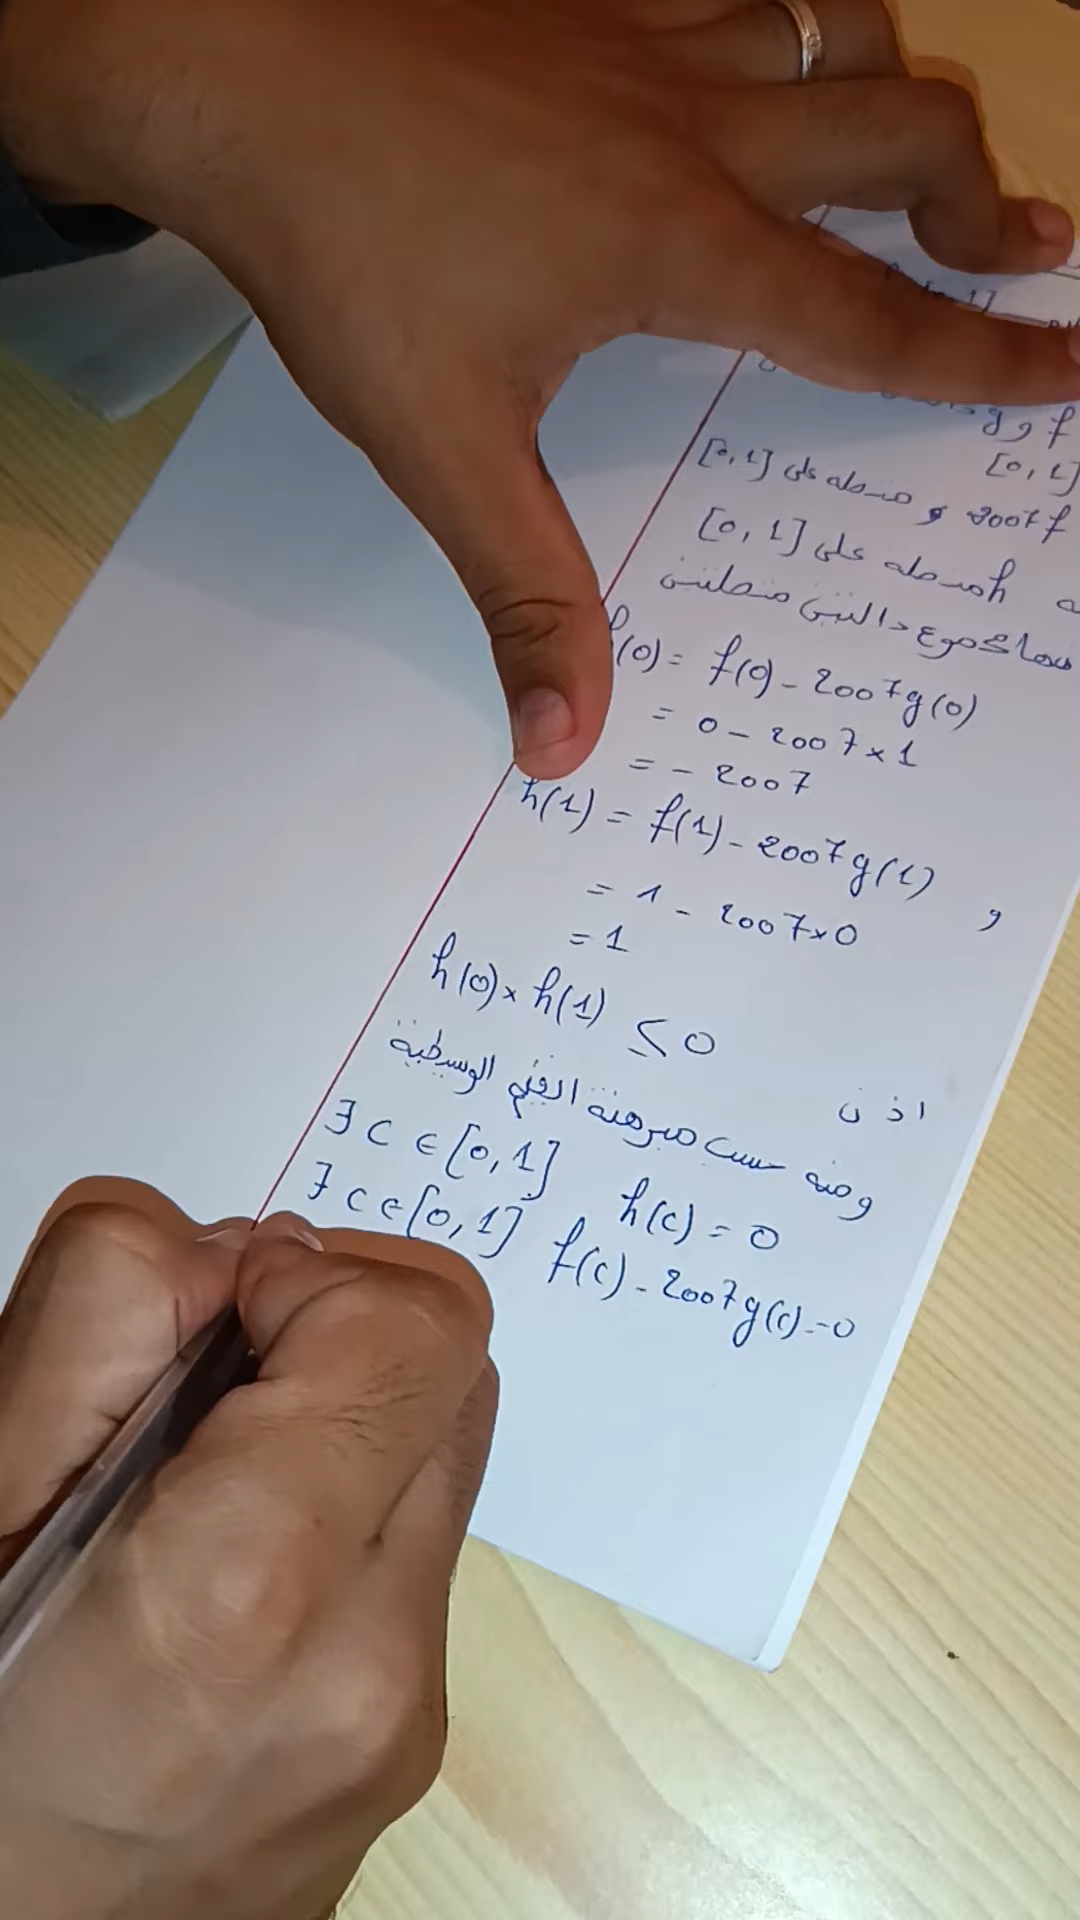 f و g
[0,1]
2007f و متصلة على [0,1]
h متصلة على [0,1]
مجموع دالتين متصلتين
h(0) = f(0) - 2007g(0)
= 0 - 2007×1
= - 2007
h(1) = f(1) - 2007g(1) و
= 1 - 2007×0
= 1
h(0)×h(1) ≤ 0
اذن
ومنه حسب مبرهنة القيم الوسطية
∃ c ∈ [0,1] h(c) = 0
∃ c ∈ [0,1] f(c) - 2007g(c) = 0